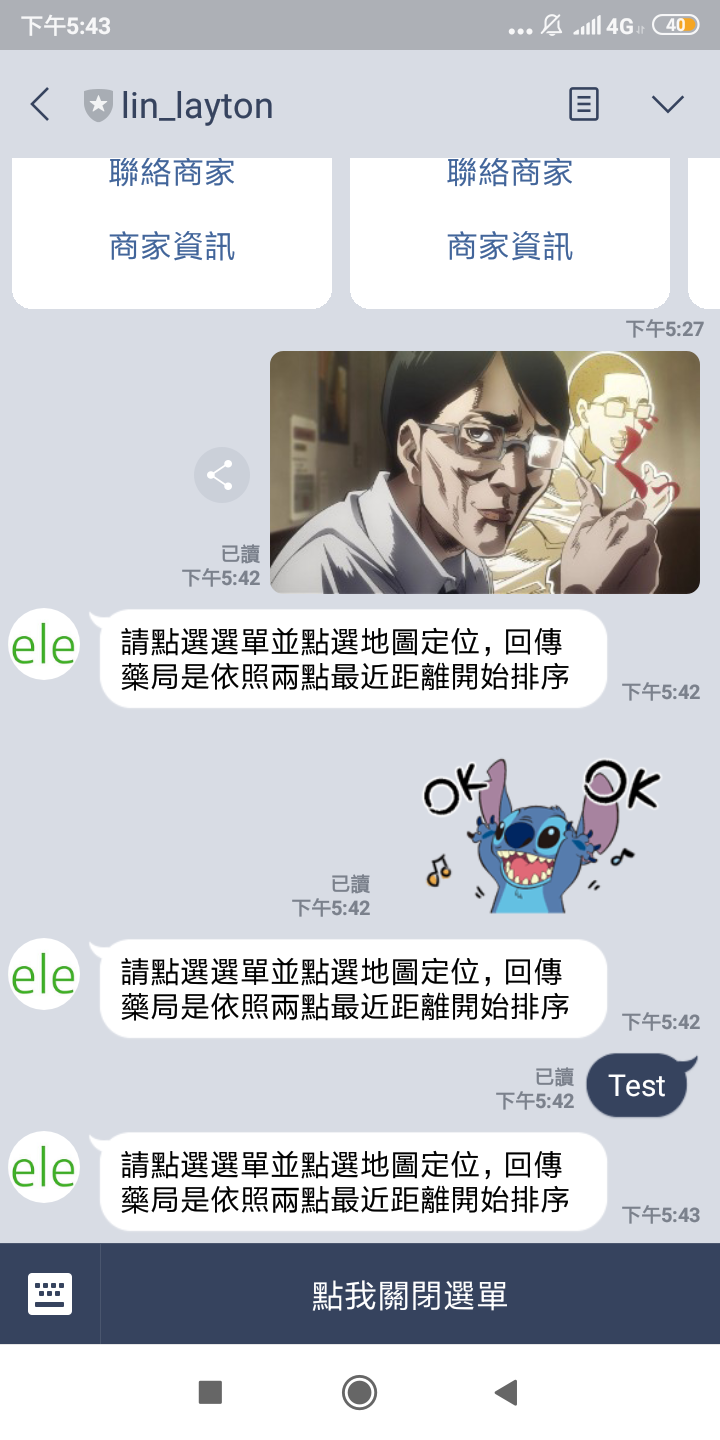 下午5:43
4G
40
lin_layton
聯絡商家
聯絡商家
商家資訊
商家資訊
下午5:27
已讀
下午5:42
ele
請點選選單並點選地圖定位, 回傳
藥局是依照兩點最近距離開始排序
下午5:42
OK OK
已讀
下午5:42
ele
請點選選單並點選地圖定位, 回傳
藥局是依照兩點最近距離開始排序
下午5:42
已讀
下午5:42
Test
ele
請點選選單並點選地圖定位, 回傳
藥局是依照兩點最近距離開始排序
下午5:43
點我關閉選單